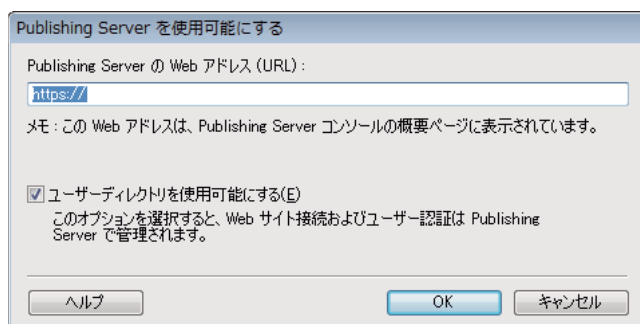 Publishing Server を使用可能にする
Publishing Server の Web アドレス (URL) :
https://
メモ : この Web アドレスは、Publishing Server コンソールの概要ページに表示されています。
ユーザーディレクトリを使用可能にする(E)
このオプションを選択すると、Web サイト接続およびユーザー認証は Publishing
Server で管理されます。
ヘルプ OK キャンセル